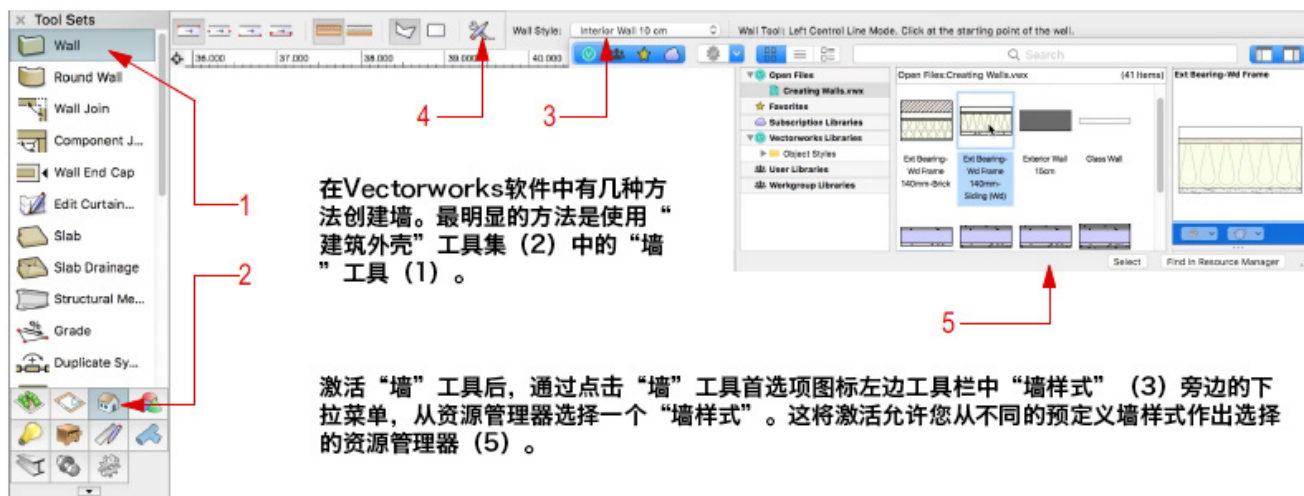 Tool Sets
Wall
Round Wall
Wall Join
Component J...
Wall End Cap
Edit Curtain...
Slab
Slab Drainage
Structural Me...
Grade
Duplicate Sy...
Wall Style: Interior Wall 10 cm
Wall Tool: Left Control Line Mode. Click at the starting point of the wall.
36.000 37.000 38.000 39.000 40.000
Search
Open Files
Creating Walls.vwx
Favorites
Subscription Libraries
Vectorworks Libraries
Object Styles
User Libraries
Workgroup Libraries
Open Files:Creating Walls.vwx (41 Items)
Ext Bearing-
Wd Frame
140mm-Brick
Ext Bearing-
Wd Frame
140mm-
Siding (Wd)
Exterior Wall
15cm
Glass Wall
Ext Bearing-Wd Frame
Select
Find in Resource Manager
1
2
3
4
5
在Vectorworks软件中有几种方
法创建墙。最明显的方法是使用“
建筑外壳”工具集（2）中的“墙
”工具（1）。
激活“墙”工具后，通过点击“墙”工具首选项图标左边工具栏中“墙样式”（3）旁边的下
拉菜单，从资源管理器选择一个“墙样式”。这将激活允许您从不同的预定义墙样式作出选择
的资源管理器（5）。